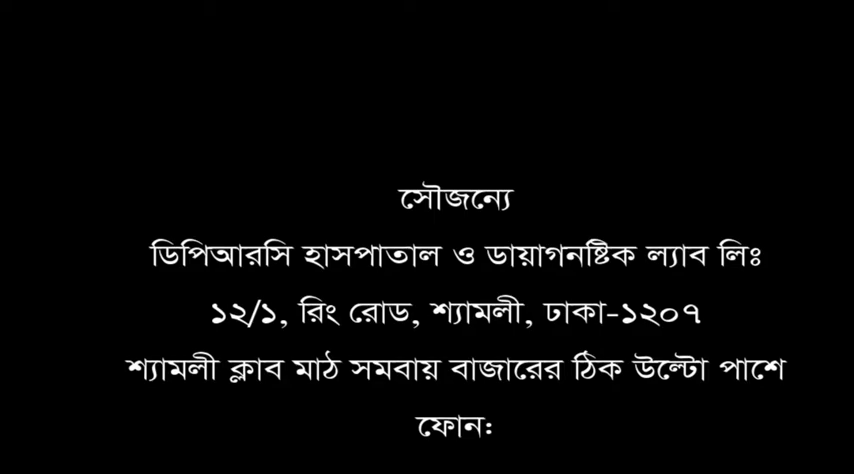 সৌজন্যে
ডিপিআরসি হাসপাতাল ও ডায়াগনষ্টিক ল্যাব লিঃ
১২/১, রিং রোড, শ্যামলী, ঢাকা-১২০৭
শ্যামলী ক্লাব মাঠ সমবায় বাজারের ঠিক উল্টো পাশে
ফোন: